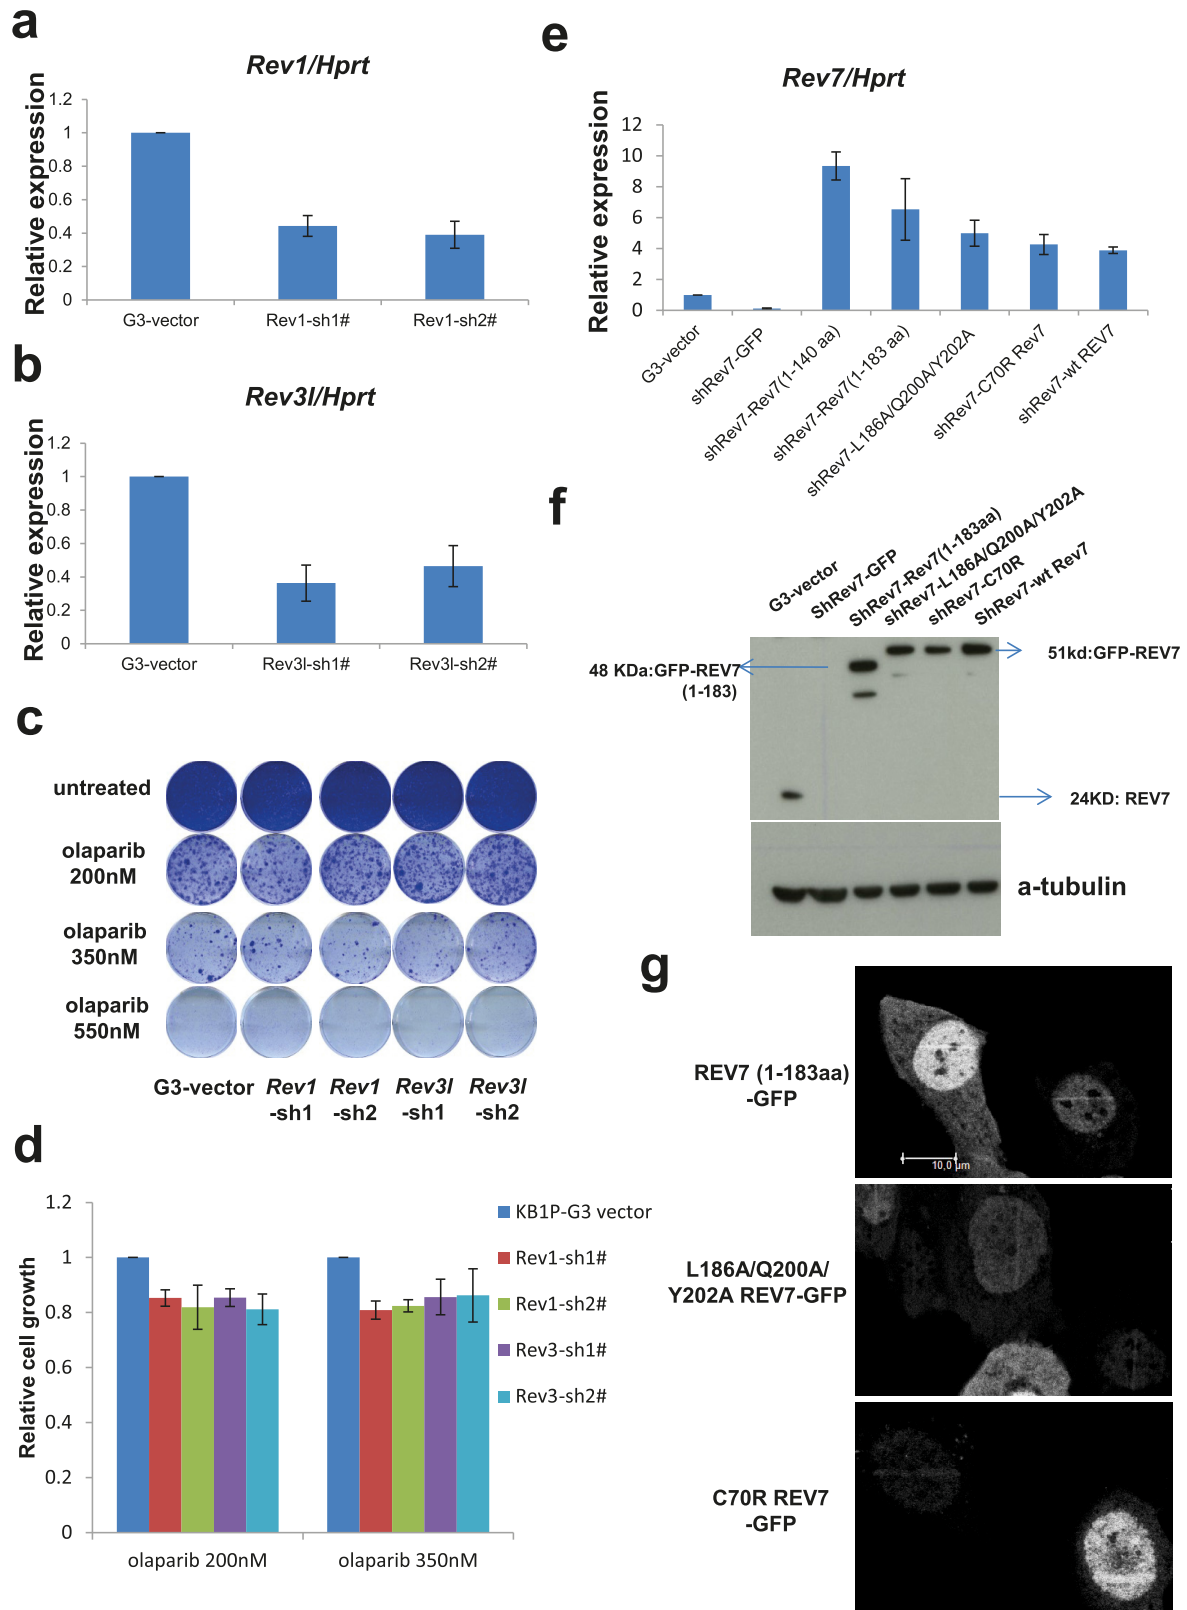 a
Rev1/Hprt
Relative expression
1.2
1
0.8
0.6
0.4
0.2
0
G3-vector
Rev1-sh1#
Rev1-sh2#
b
Rev3l/Hprt
Relative expression
1.2
1
0.8
0.6
0.4
0.2
0
G3-vector
Rev3l-sh1#
Rev3l-sh2#
c
untreated
olaparib
200nM
olaparib
350nM
olaparib
550nM
G3-vector
Rev1
-sh1
Rev1
-sh2
Rev3l
-sh1
Rev3l
-sh2
d
Relative cell growth
1.2
1
0.8
0.6
0.4
0.2
0
olaparib 200nM
olaparib 350nM
KB1P-G3 vector
Rev1-sh1#
Rev1-sh2#
Rev3-sh1#
Rev3-sh2#
e
Rev7/Hprt
Relative expression
12
10
8
6
4
2
0
G3-vector
shRev7-GFP
shRev7-Rev7(1-140 aa)
shRev7-Rev7(1-183 aa)
shRev7-L186A/Q200A/Y202A
shRev7-C70R Rev7
shRev7-wt REV7
f
G3-vector
ShRev7-GFP
ShRev7-Rev7(1-183aa)
shRev7-L186A/Q200A/Y202A
shRev7-C70R
ShRev7-wt Rev7
48 KDa:GFP-REV7
(1-183)
51kd:GFP-REV7
24KD: REV7
a-tubulin
g
REV7 (1-183aa)
-GFP
10,0 µm
L186A/Q200A/
Y202A REV7-GFP
C70R REV7
-GFP